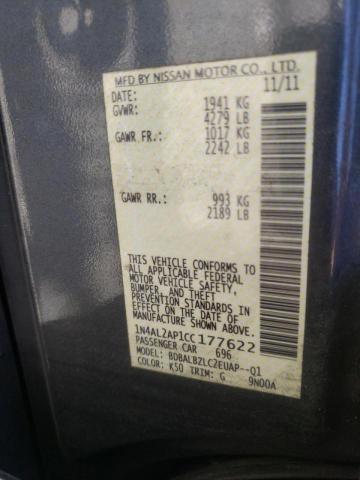 MFD BY NISSAN MOTOR CO., LTD.
DATE: 11/11
GVWR: 1941 KG
4279 LB
GAWR FR.: 1017 KG
2242 LB
GAWR RR.: 993 KG
2189 LB
THIS VEHICLE CONFORMS TO
ALL APPLICABLE FEDERAL
MOTOR VEHICLE SAFETY,
BUMPER, AND THEFT
PREVENTION STANDARDS IN
EFFECT ON THE DATE OF
MANUFACTURE SHOWN ABOVE.
1N4AL2AP1CC177622
PASSENGER CAR 696
MODEL: BDBALBZLC2EUAP--Q1
COLOR: K50 TRIM: G 9N00A